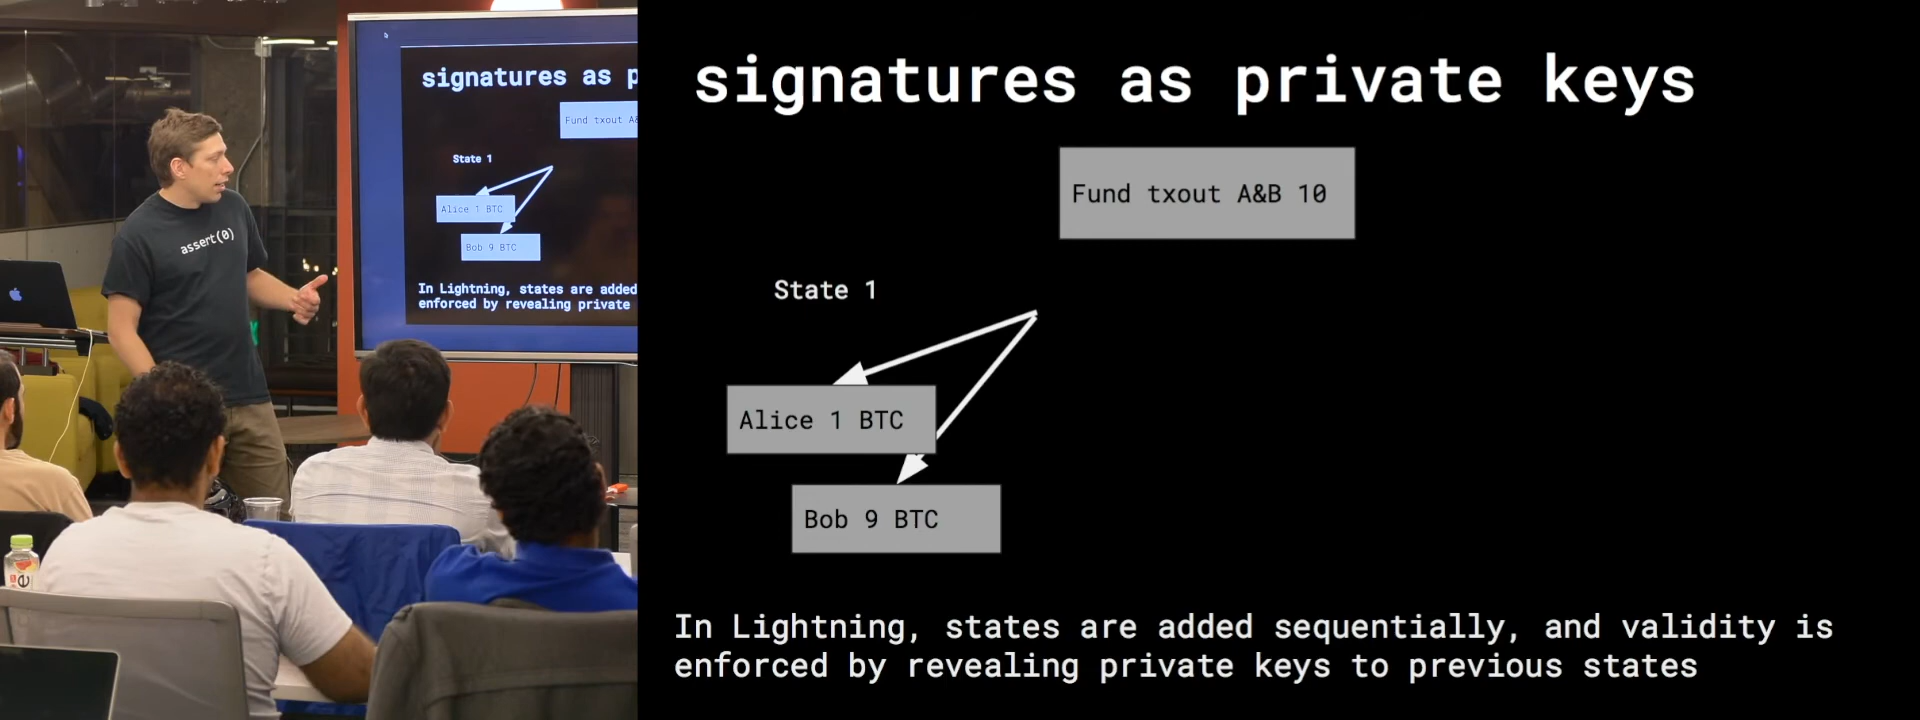 assert(0)
signatures as p
Fund txout A&
State 1
Alice 1 BTC
Bob 9 BTC
In Lightning, states are added
enforced by revealing private
signatures as private keys
Fund txout A&B 10
State 1
Alice 1 BTC
Bob 9 BTC
In Lightning, states are added sequentially, and validity is
enforced by revealing private keys to previous states